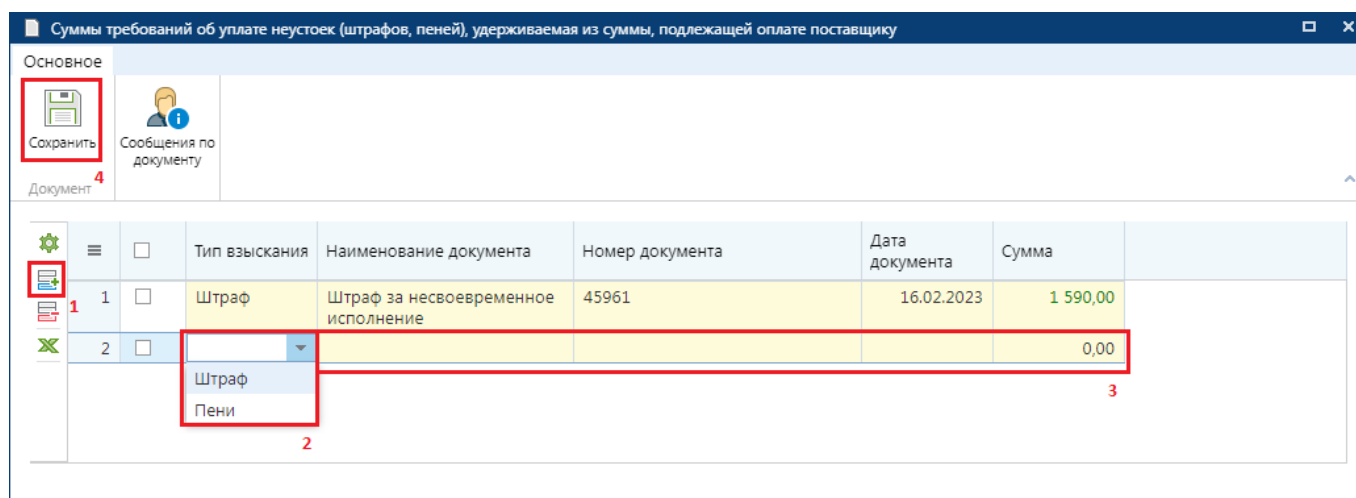 Суммы требований об уплате неустоек (штрафов, пеней), удерживаемая из суммы, подлежащей оплате поставщику
Основное
Сохранить
Сообщения по
документу
4
Документ
Тип взыскания Наименование документа Номер документа Дата
документа Сумма
1 1 Штраф Штраф за несвоевременное
исполнение 45961 16.02.2023 1 590,00
2 0,00
Штраф
3
Пени
2